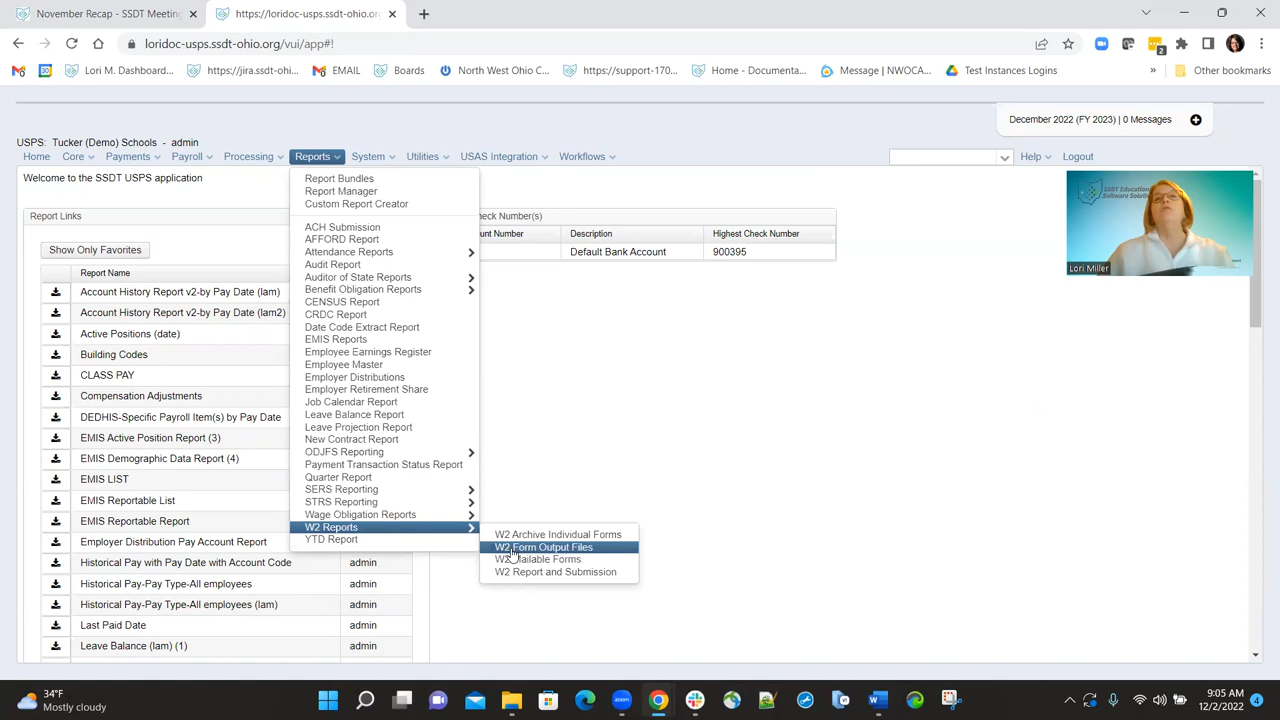 November Recap - SSDT Meeting
https://loridoc-usps.ssdt-ohio.org/
loridoc-usps.ssdt-ohio.org/vui/app#!
2
Lori M. Dashboard...
https://jira.ssdt-ohi...
EMAIL
Boards
North West Ohio C...
https://support-170...
Home - Documenta...
Message | NWOCA...
Test Instances Logins
»
Other bookmarks
December 2022 (FY 2023) | 0 Messages
USPS: Tucker (Demo) Schools - admin
Home Core Payments Payroll Processing Reports System Utilities USAS Integration Workflows Help Logout
Welcome to the SSDT USPS application
Report Links
Show Only Favorites
Report Name
Account History Report v2-by Pay Date (lam)
Account History Report v2-by Pay Date (lam2)
Active Positions (date)
Building Codes
CLASS PAY
Compensation Adjustments
DEDHIS-Specific Payroll Item(s) by Pay Date
EMIS Active Position Report (3)
EMIS Demographic Data Report (4)
EMIS LIST
EMIS Reportable List
EMIS Reportable Report
Employer Distribution Pay Account Report
Historical Pay with Pay Date with Account Code admin
Historical Pay-Pay Type-All employees admin
Historical Pay-Pay Type-All employees (lam) admin
Last Paid Date admin
Leave Balance (lam) (1) admin
Report Bundles
Report Manager
Custom Report Creator
ACH Submission
AFFORD Report
Attendance Reports
Audit Report
Auditor of State Reports
Benefit Obligation Reports
CENSUS Report
CRDC Report
Date Code Extract Report
EMIS Reports
Employee Earnings Register
Employee Master
Employer Distributions
Employer Retirement Share
Job Calendar Report
Leave Balance Report
Leave Projection Report
New Contract Report
ODJFS Reporting
Payment Transaction Status Report
Quarter Report
SERS Reporting
STRS Reporting
Wage Obligation Reports
W2 Reports
YTD Report
W2 Archive Individual Forms
W2 Form Output Files
W2 Mailable Forms
W2 Report and Submission
Check Number(s)
Number Description Highest Check Number
Default Bank Account 900395
SSDT Educational
Software Solutions
Lori Miller
34°F
Mostly cloudy
9:05 AM
12/2/2022
4